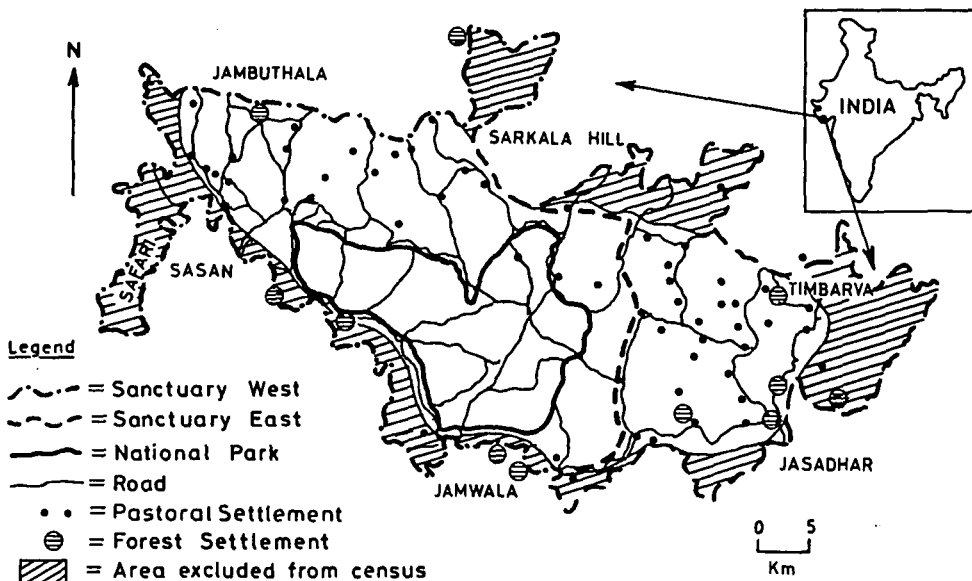 N
JAMBUTHALA
INDIA
SARKALA HILL
SAFARI
SASAN
TIMBARVA
Legend
= Sanctuary West
= Sanctuary East
= National Park
= Road
= Pastoral Settlement
= Forest Settlement
= Area excluded from census
JAMWALA
JASADHAR
0 5
Km